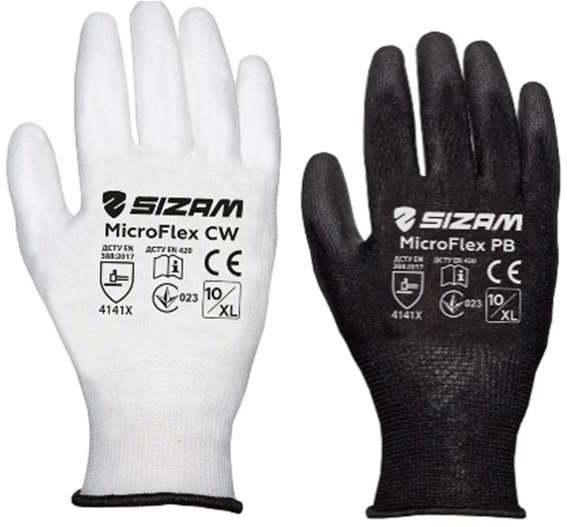 SIZAM
MicroFlex CW
ДСТУ EN
388:2017
ДСТУ EN 420
CE
4141X
023
10/XL
SIZAM
MicroFlex PB
ДСТУ EN
388:2017
ДСТУ EN 420
CE
4141X
023
10/XL